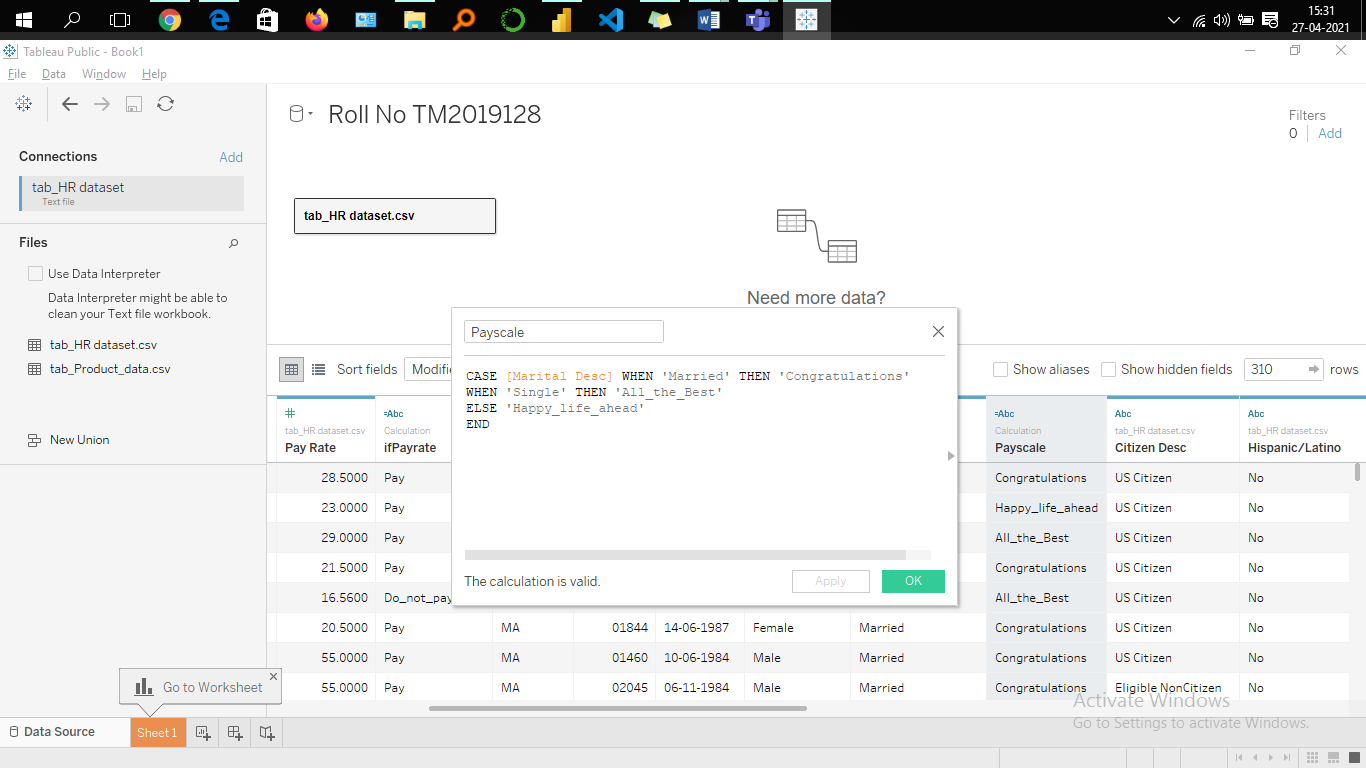 15:31
27-04-2021
Tableau Public - Book1
File Data Window Help
Roll No TM2019128
Filters
0 Add
Connections Add
tab_HR dataset
Text file
tab_HR dataset.csv
Files
Use Data Interpreter
Data Interpreter might be able to
clean your Text file workbook.
tab_HR dataset.csv
tab_Product_data.csv
New Union
Need more data?
Payscale
CASE [Marital Desc] WHEN 'Married' THEN 'Congratulations'
WHEN 'Single' THEN 'All_the_Best'
ELSE 'Happy_life_ahead'
END
The calculation is valid.
Apply OK
Sort fields Modifi
Show aliases Show hidden fields 310 rows
# =Abc =Abc Abc Abc
tab_HR dataset.csv Calculation Calculation tab_HR dataset.csv tab_HR dataset.csv
Pay Rate ifPayrate Payscale Citizen Desc Hispanic/Latino
28.5000 Pay Congratulations US Citizen No
23.0000 Pay Happy_life_ahead US Citizen No
29.0000 Pay All_the_Best US Citizen No
21.5000 Pay Congratulations US Citizen No
16.5600 Do_not_pay All_the_Best US Citizen No
20.5000 Pay MA 01844 14-06-1987 Female Married Congratulations US Citizen No
55.0000 Pay MA 01460 10-06-1984 Male Married Congratulations US Citizen No
55.0000 Pay MA 02045 06-11-1984 Male Married Congratulations Eligible NonCitizen No
Go to Worksheet
Activate Windows
Go to Settings to activate Windows.
Data Source Sheet 1